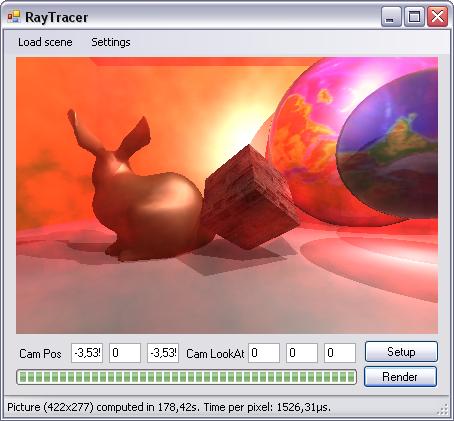 RayTracer
Load scene Settings
Cam Pos -3,53 0 -3,53 Cam LookAt 0 0 0 Setup
Render
Picture (422x277) computed in 178,42s. Time per pixel: 1526,31µs.